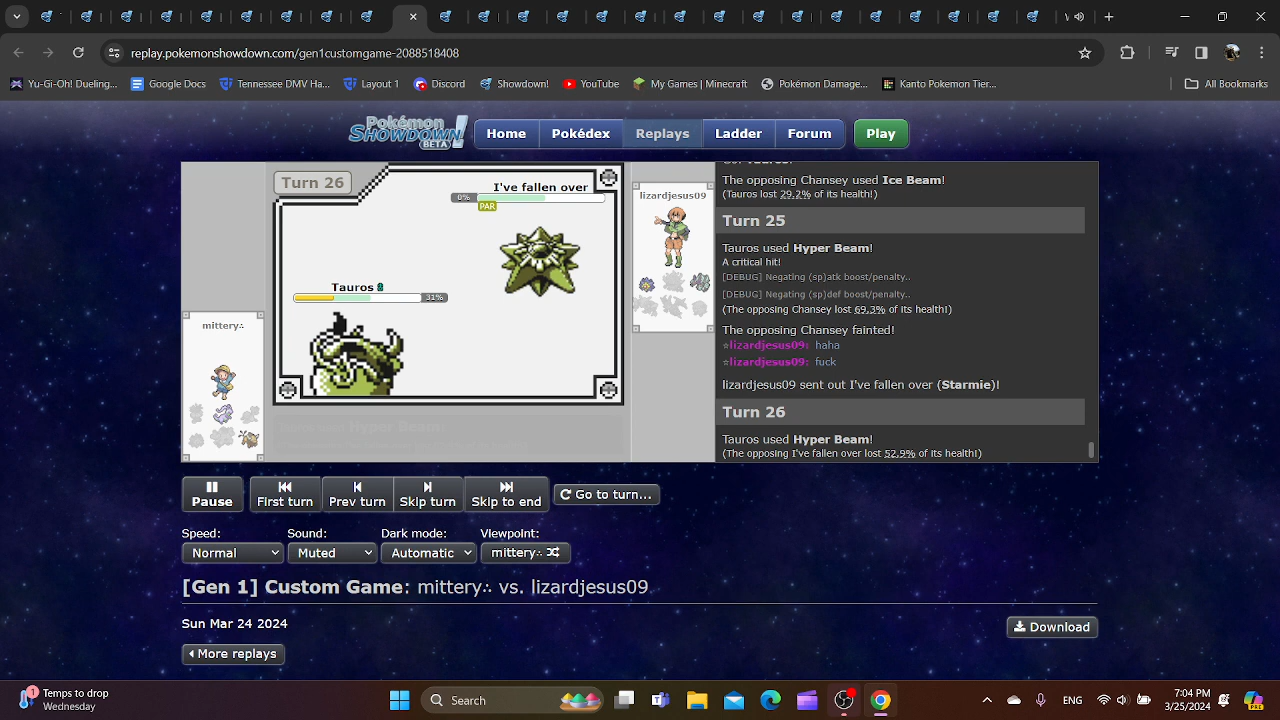 replay.pokemonshowdown.com/gen1customgame-2088518408
Yu-Gi-Oh! Dueling...
Google Docs
Tennessee DMV Ha...
Layout 1
Discord
Showdown!
YouTube
My Games | Minecraft
Pokémon Damage...
Kanto Pokemon Tier...
All Bookmarks
Pokémon SHOWDOWN! BETA
Home
Pokédex
Replays
Ladder
Forum
Play
Turn 26
I've fallen over
0%
PAR
Tauros
31%
mittery∴
lizardjesus09
The opposing Chansey used Ice Beam!
(Tauros lost 29.2% of its health!)
Turn 25
Tauros used Hyper Beam!
A critical hit!
[DEBUG] Negating (sp)atk boost/penalty..
[DEBUG] Negating (sp)def boost/penalty..
(The opposing Chansey lost 69.3% of its health!)
The opposing Chansey fainted!
☆lizardjesus09: haha
☆lizardjesus09: fuck
lizardjesus09 sent out I've fallen over (Starmie)!
Turn 26
Tauros used Hyper Beam!
(The opposing I've fallen over lost 52.9% of its health!)
Pause
First turn
Prev turn
Skip turn
Skip to end
Go to turn...
Speed:
Sound:
Dark mode:
Viewpoint:
Normal
Muted
Automatic
mittery∴
[Gen 1] Custom Game: mittery∴ vs. lizardjesus09
Sun Mar 24 2024
Download
More replays
1
Temps to drop
Wednesday
Search
ENG
7:04 PM
3/25/2024
PRE